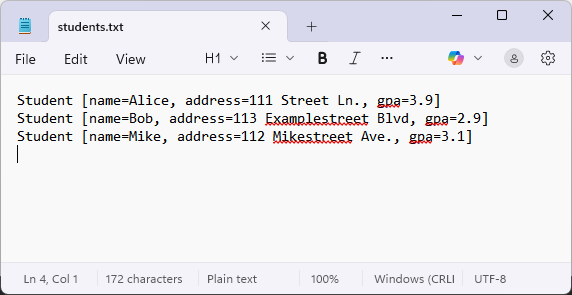 students.txt
File Edit View H1 B I ...
Student [name=Alice, address=111 Street Ln., gpa=3.9]
Student [name=Bob, address=113 Examplestreet Blvd, gpa=2.9]
Student [name=Mike, address=112 Mikestreet Ave., gpa=3.1]
Ln 4, Col 1 172 characters Plain text 100% Windows (CRLI UTF-8